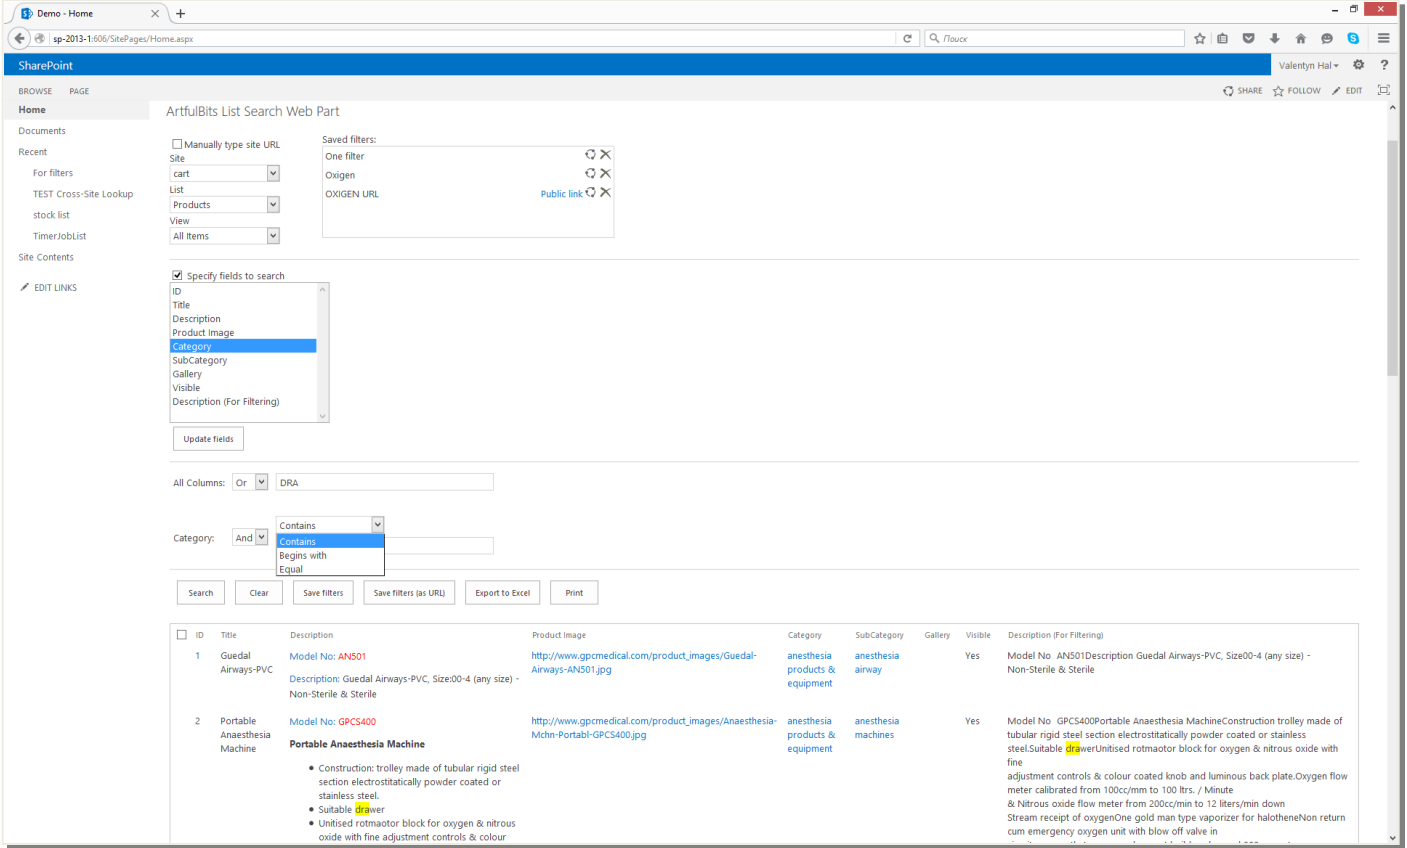 Demo - Home
sp-2013-1:606/SitePages/Home.aspx
Поиск
SharePoint
Valentyn Hal
?
BROWSE PAGE
SHARE FOLLOW EDIT
Home
Documents
Recent
For filters
TEST Cross-Site Lookup
stock list
TimerJobList
Site Contents
EDIT LINKS
ArtfulBits List Search Web Part
Manually type site URL
Site
cart
List
Products
View
All Items
Saved filters:
One filter
Oxigen
OXIGEN URL Public link
Specify fields to search
ID
Title
Description
Product Image
Category
SubCategory
Gallery
Visible
Description (For Filtering)
Update fields
All Columns: Or DRA
Category: And Contains
Contains
Begins with
Equal
Search Clear Save filters Save filters (as URL) Export to Excel Print
ID Title Description Product Image Category SubCategory Gallery Visible Description (For Filtering)
1
Guedal
Airways-PVC
Model No: AN501
Description: Guedal Airways-PVC, Size:00-4 (any size) -
Non-Sterile & Sterile
http://www.gpcmedical.com/product_images/Guedal-
Airways-AN501.jpg
anesthesia
products &
equipment
anesthesia
airway
Yes
Model No  AN501Description Guedal Airways-PVC, Size00-4 (any size) -
Non-Sterile & Sterile
2
Portable
Anaesthesia
Machine
Model No: GPCS400
Portable Anaesthesia Machine
• Construction: trolley made of tubular rigid steel
section electrostitatically powder coated or
stainless steel.
• Suitable drawer
• Unitised rotmaotor block for oxygen & nitrous
oxide with fine adjustment controls & colour
http://www.gpcmedical.com/product_images/Anaesthesia-
Mchn-Portabl-GPCS400.jpg
anesthesia
products &
equipment
anesthesia
machines
Yes
Model No  GPCS400Portable Anaesthesia MachineConstruction trolley made of
tubular rigid steel section electrostitatically powder coated or stainless
steel.Suitable drawerUnitised rotmaotor block for oxygen & nitrous oxide with
fine
adjustment controls & colour coated knob and luminous back plate.Oxygen flow
meter calibrated from 100cc/mm to 100 ltrs. / Minute
& Nitrous oxide flow meter from 200cc/min to 12 liters/min down
Stream receipt of oxygenOne gold man type vaporizer for halotheneNon return
cum emergency oxygen unit with blow off valve in